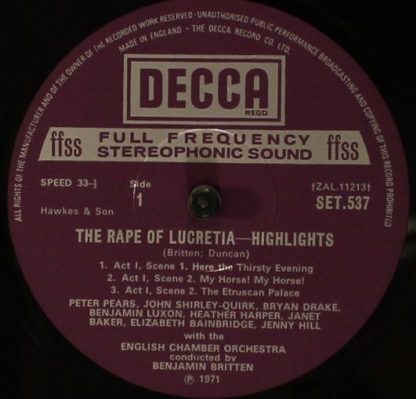 ALL RIGHTS OF THE MANUFACTURER AND OF THE OWNER OF THE RECORDED WORK RESERVED · UNAUTHORISED PUBLIC PERFORMANCE BROADCASTING AND COPYING OF THIS RECORD PROHIBITED
MADE IN ENGLAND · THE DECCA RECORD CO. LTD.
DECCA
REGD.
ffss FULL FREQUENCY STEREOPHONIC SOUND ffss
SPEED 33-⅓ Side 1 †ZAL.11213†
Hawkes & Son SET.537
THE RAPE OF LUCRETIA—HIGHLIGHTS
(Britten; Duncan)
1. Act I, Scene 1. Here the Thirsty Evening
2. Act I, Scene 2. My Horse! My Horse!
3. Act I, Scene 2. The Etruscan Palace
PETER PEARS, JOHN SHIRLEY-QUIRK, BRYAN DRAKE,
BENJAMIN LUXON, HEATHER HARPER, JANET
BAKER, ELIZABETH BAINBRIDGE, JENNY HILL
with the
ENGLISH CHAMBER ORCHESTRA
conducted by
BENJAMIN BRITTEN
℗ 1971